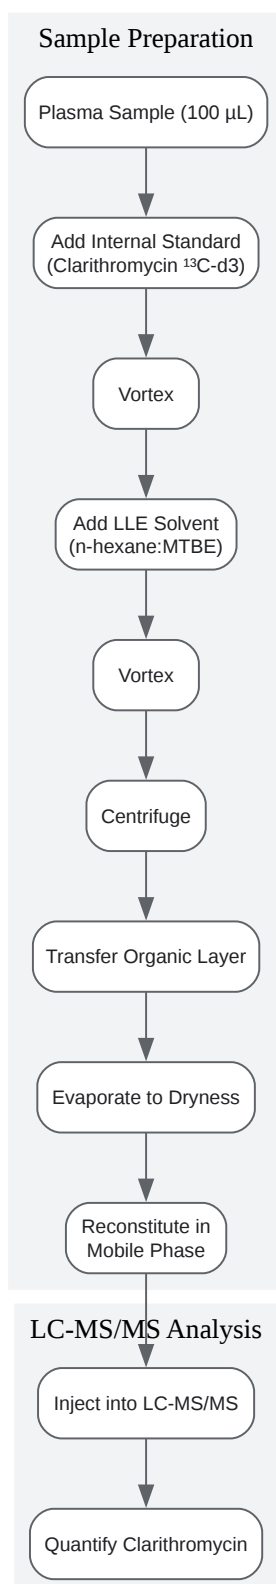 Sample Preparation
Plasma Sample (100 µL)
Add Internal Standard
(Clarithromycin ¹³C-d3)
Vortex
Add LLE Solvent
(n-hexane:MTBE)
Vortex
Centrifuge
Transfer Organic Layer
Evaporate to Dryness
Reconstitute in
Mobile Phase
LC-MS/MS Analysis
Inject into LC-MS/MS
Quantify Clarithromycin